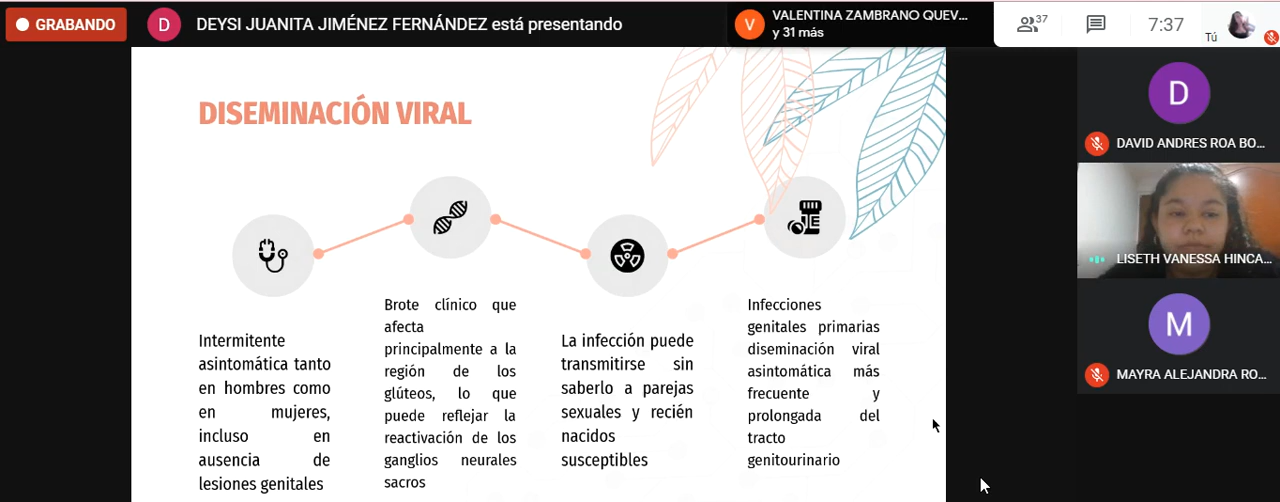 GRABANDO
D
DEYSI JUANITA JIMÉNEZ FERNÁNDEZ está presentando
V
VALENTINA ZAMBRANO QUEV...
y 31 más
37
7:37
Tú
DISEMINACIÓN VIRAL
Intermitente
asintomática tanto
en hombres como
en mujeres,
incluso en
ausencia de
lesiones genitales
Brote clínico que
afecta
principalmente a la
región de los
glúteos, lo que
puede reflejar la
reactivación de los
ganglios neurales
sacros
La infección puede
transmitirse sin
saberlo a parejas
sexuales y recién
nacidos
susceptibles
Infecciones
genitales primarias
diseminación viral
asintomática más
frecuente y
prolongada del
tracto
genitourinario
D
DAVID ANDRES ROA BO...
LISETH VANESSA HINCA...
M
MAYRA ALEJANDRA RO...